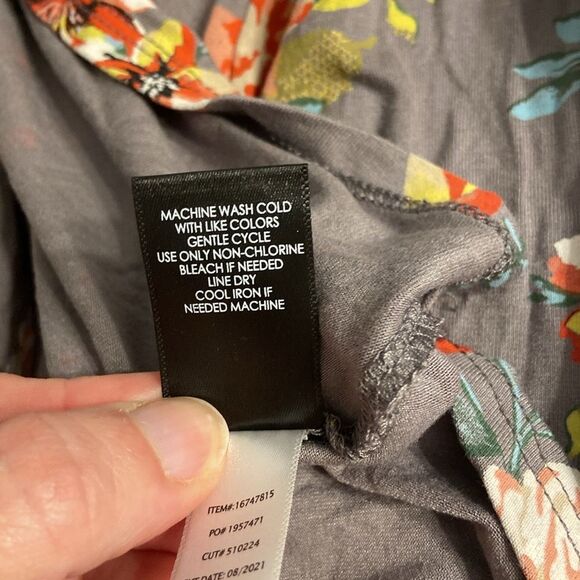 MACHINE WASH COLD
WITH LIKE COLORS
GENTLE CYCLE
USE ONLY NON-CHLORINE
BLEACH IF NEEDED
LINE DRY
COOL IRON IF
NEEDED MACHINE
ITEM#:16747815
PO# 1957471
CUT# 510224
DATE: 08/2021